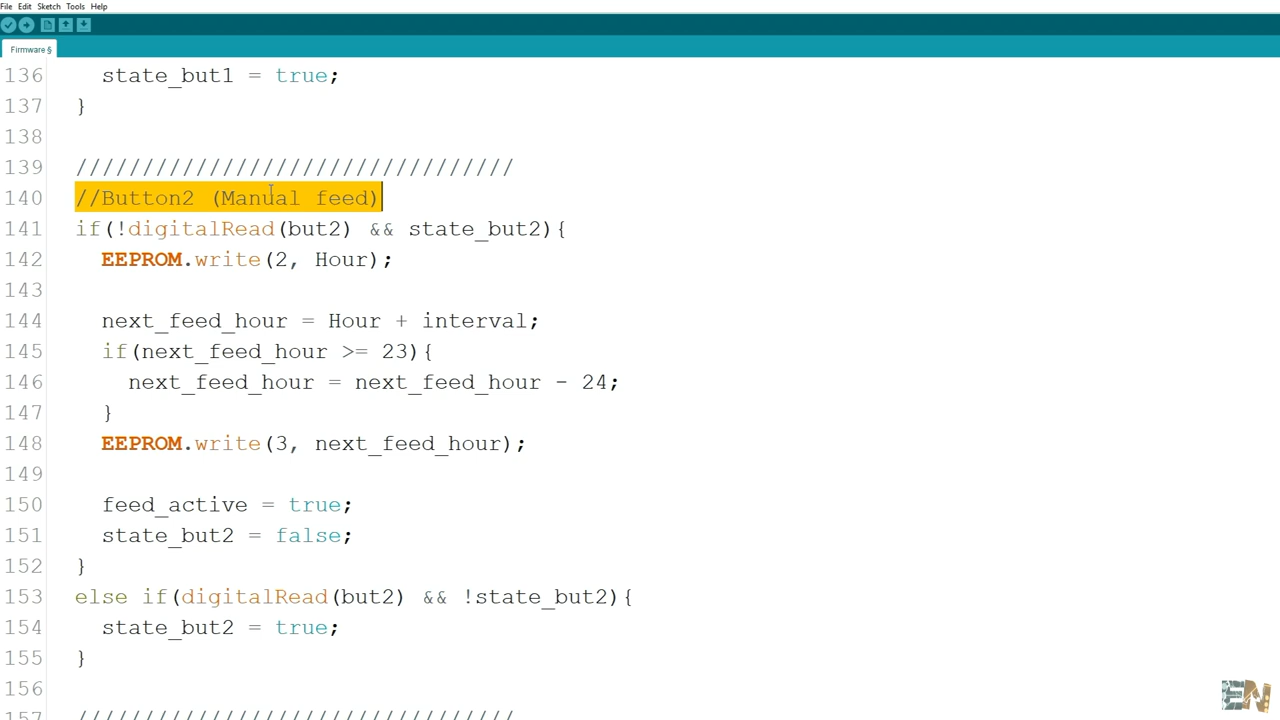 File Edit Sketch Tools Help
Firmware §
136 state_but1 = true;
137 }
138
139 /////////////////////////////////
140 //Button2 (Manual feed)
141 if(!digitalRead(but2) && state_but2){
142 EEPROM.write(2, Hour);
143
144 next_feed_hour = Hour + interval;
145 if(next_feed_hour >= 23){
146 next_feed_hour = next_feed_hour - 24;
147 }
148 EEPROM.write(3, next_feed_hour);
149
150 feed_active = true;
151 state_but2 = false;
152 }
153 else if(digitalRead(but2) && !state_but2){
154 state_but2 = true;
155 }
156
157 /////////////////////////////////
EN